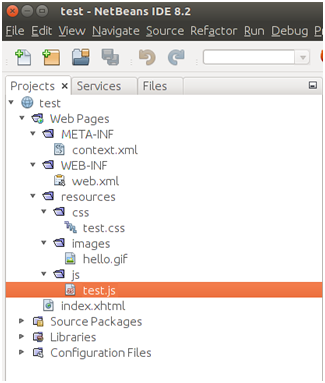 test - NetBeans IDE 8.2
File Edit View Navigate Source Refactor Run Debug
Projects Services Files
test
Web Pages
META-INF
context.xml
WEB-INF
web.xml
resources
css
test.css
images
hello.gif
js
test.js
index.xhtml
Source Packages
Libraries
Configuration Files